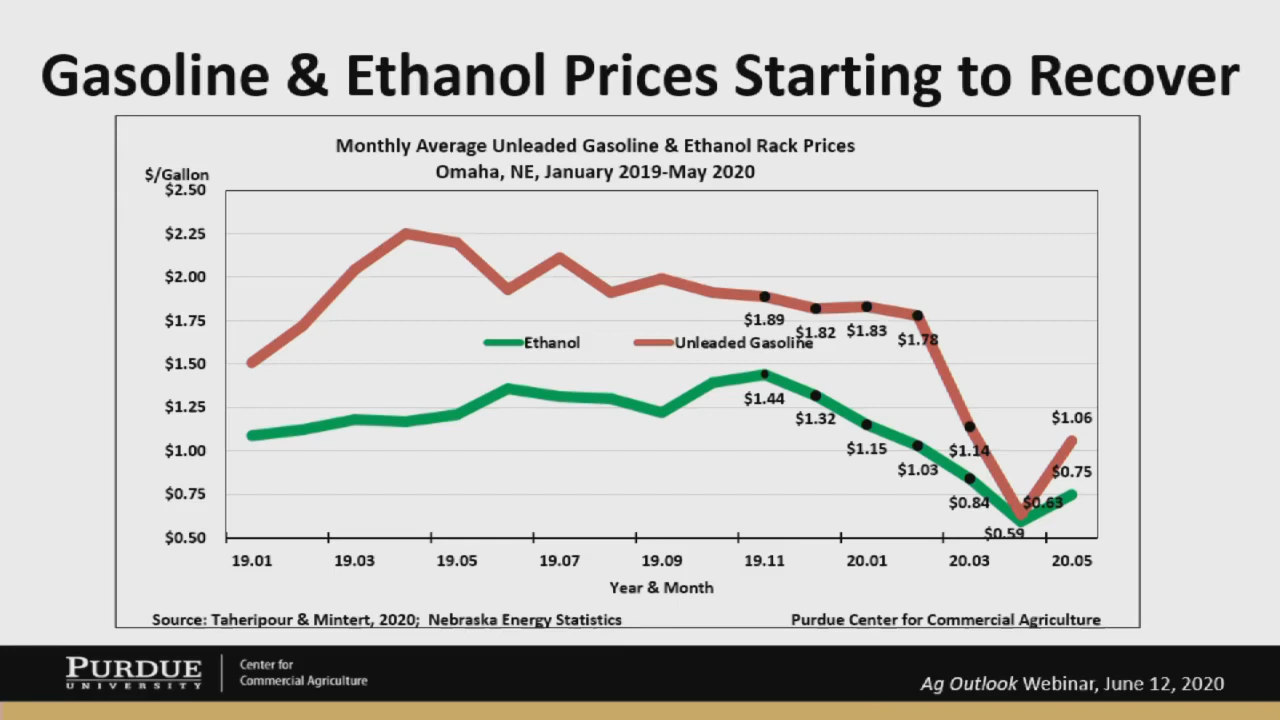 Gasoline & Ethanol Prices Starting to Recover
Monthly Average Unleaded Gasoline & Ethanol Rack Prices
Omaha, NE, January 2019-May 2020
$/Gallon
$2.50
$2.25
$2.00
$1.75
$1.50
$1.25
$1.00
$0.75
$0.50
$1.89
$1.82
$1.83
$1.78
Ethanol
Unleaded Gasoline
$1.44
$1.32
$1.15
$1.03
$0.84
$1.14
$0.59
$0.63
$1.06
$0.75
19.01
19.03
19.05
19.07
19.09
19.11
20.01
20.03
20.05
Year & Month
Source: Taheripour & Mintert, 2020; Nebraska Energy Statistics
Purdue Center for Commercial Agriculture
PURDUE
UNIVERSITY
Center for
Commercial Agriculture
Ag Outlook Webinar, June 12, 2020